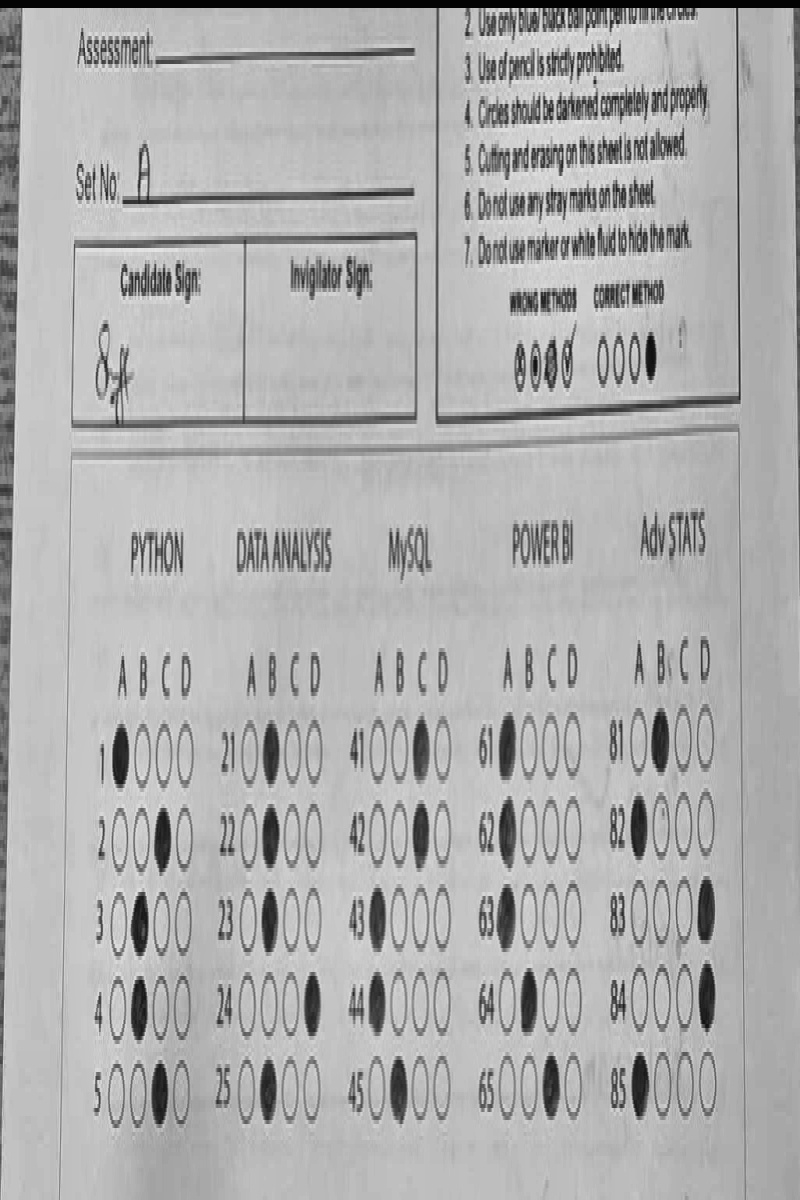 Assessment:
Set No: A
Candidate Sign: Invigilator Sign:
2. Use only blue/ black ball point pen to fill the circles.
3. Use of pencil is strictly prohibited.
4. Circles should be darkened completely and properly.
5. Cutting and erasing on this sheet is not allowed.
6. Do not use any stray marks on the sheet.
7. Do not use marker or white fluid to hide the mark.
WRONG METHODS CORRECT METHOD
PYTHON DATA ANALYSIS MySQL POWER BI Adv STATS
A B C D A B C D A B C D A B C D A B C D
1 21 41 61 81
2 22 42 62 82
3 23 43 63 83
4 24 44 64 84
5 25 45 65 85